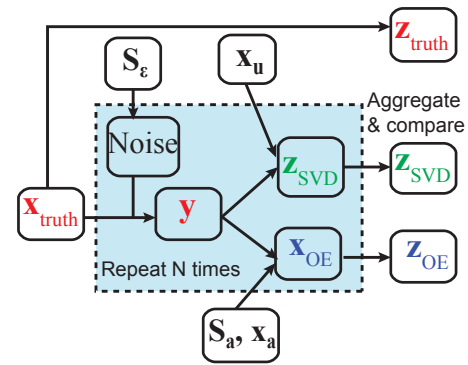 z_truth
S_ε
x_u
Aggregate
& compare
Noise
z_SVD
z_SVD
x_truth
y
x_OE
z_OE
Repeat N times
S_a, x_a